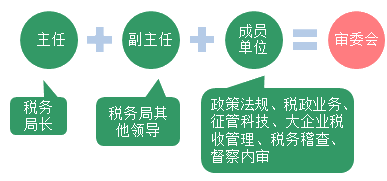 主任
副主任
成员
单位
审委会
税务
局长
税务局其
他领导
政策法规、税政业务、
征管科技、大企业税
收管理、税务稽查、
督察内审